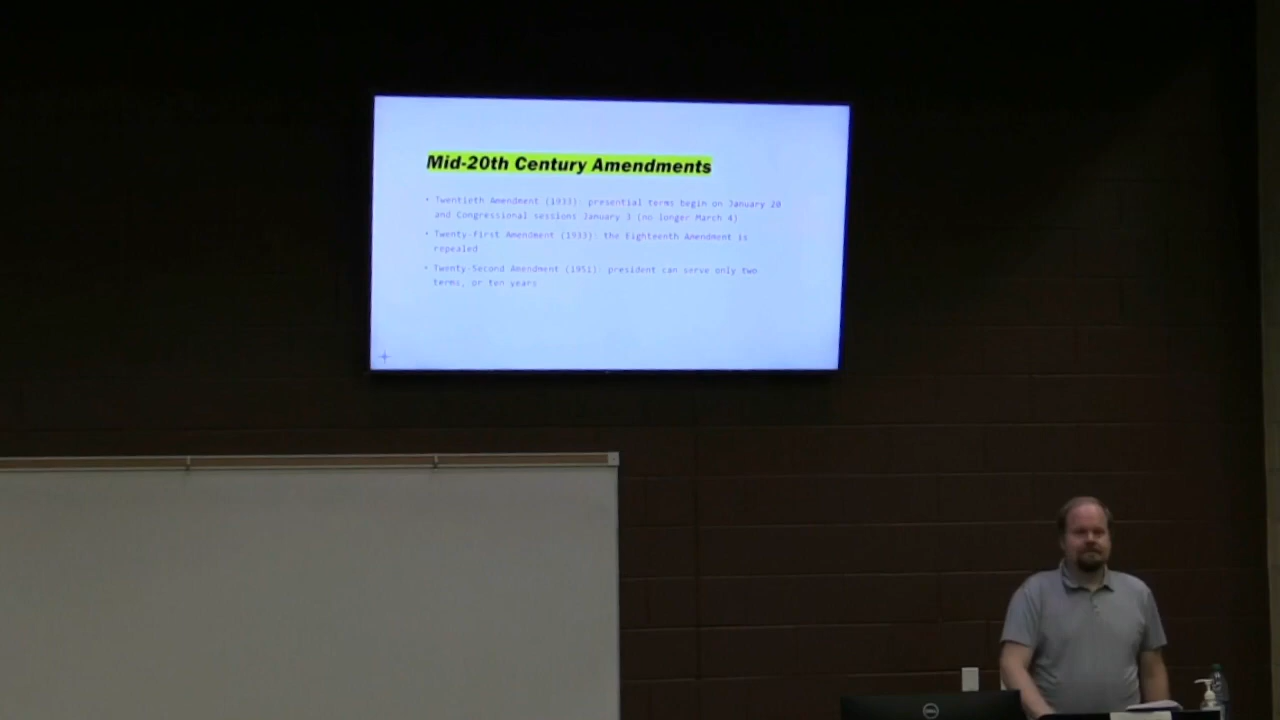 Mid-20th Century Amendments
• Twentieth Amendment (1933): presential terms begin on January 20
and Congressional sessions January 3 (no longer March 4)
• Twenty-first Amendment (1933): the Eighteenth Amendment is
repealed
• Twenty-Second Amendment (1951): president can serve only two
terms, or ten years
DELL